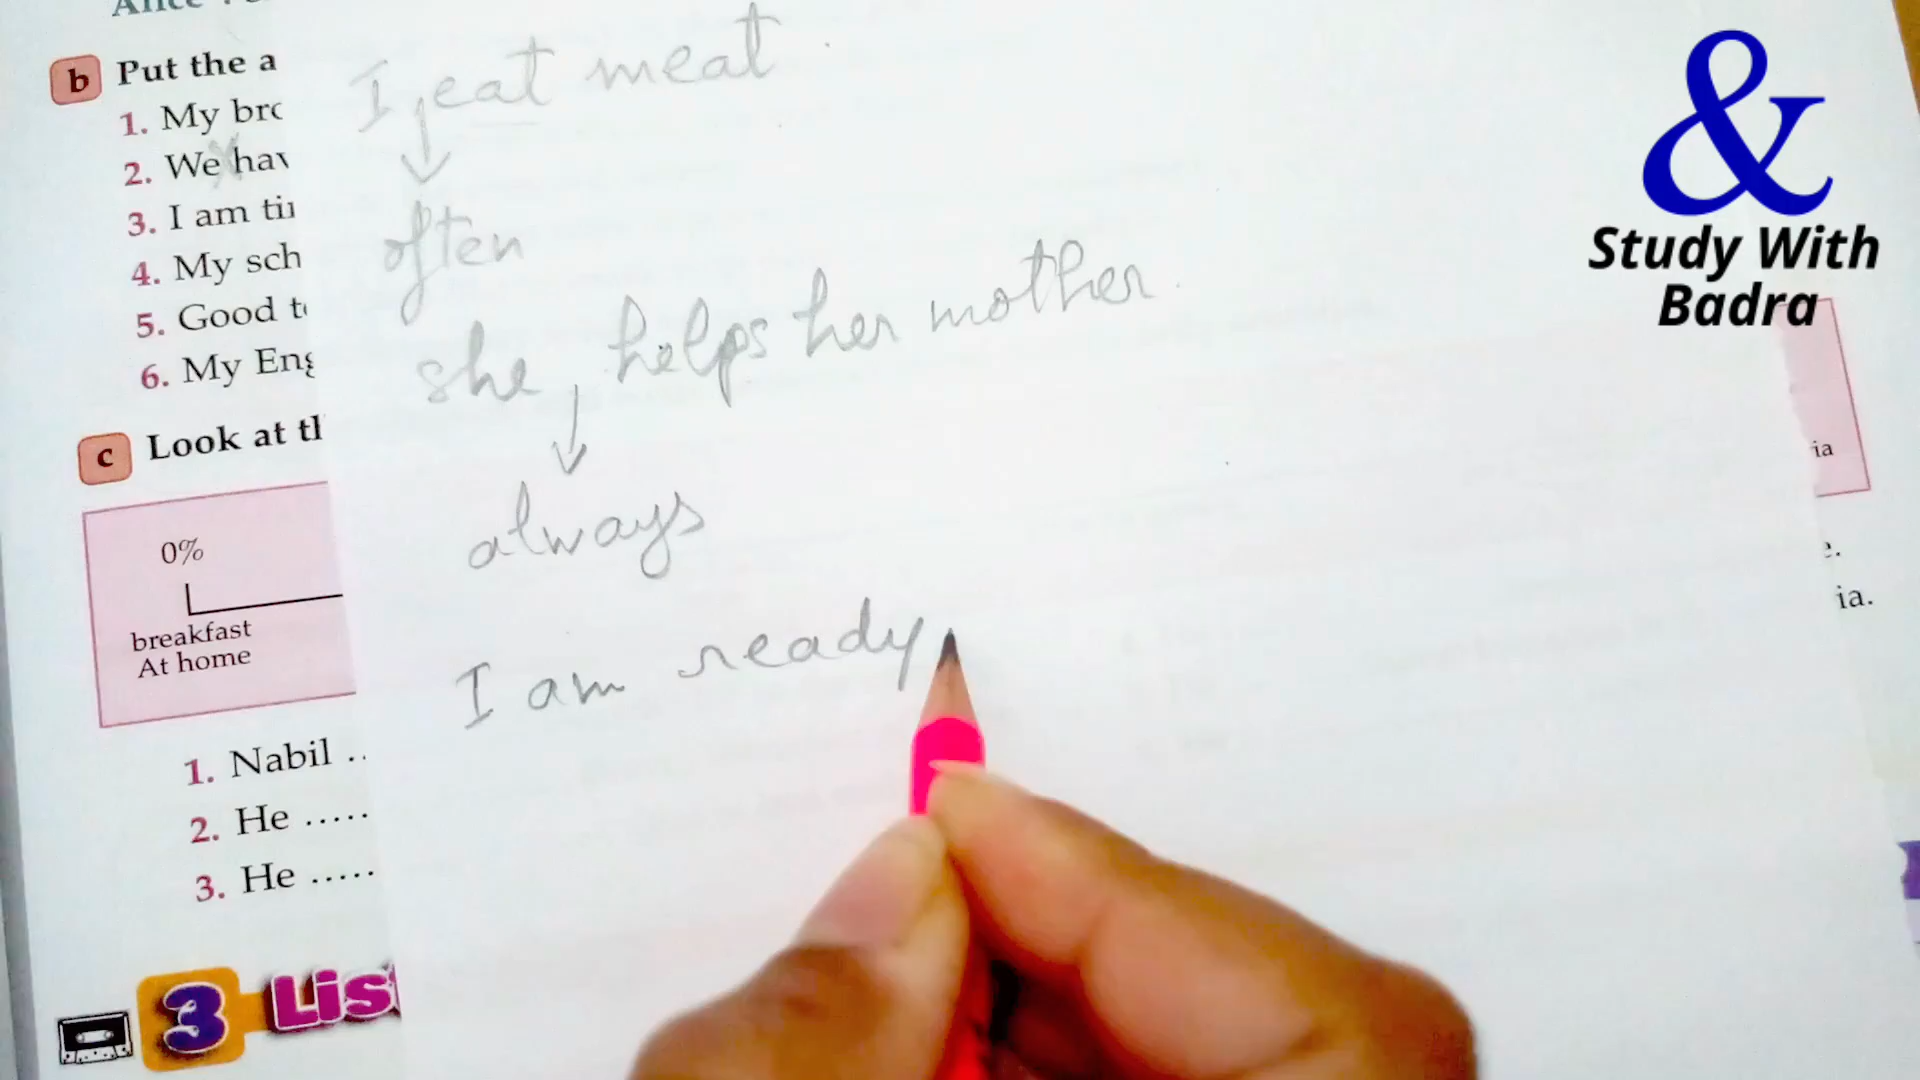 b Put the a
1. My bro
2. We hav
3. I am ti
4. My sch
5. Good t
6. My Eng
c Look at th
0%
breakfast
At home
1. Nabil ..
2. He .....
3. He .....
3 Lis
I eat meat.
often
she helps her mother.
always
I am ready
&
Study With
Badra
ia
e.
ia.